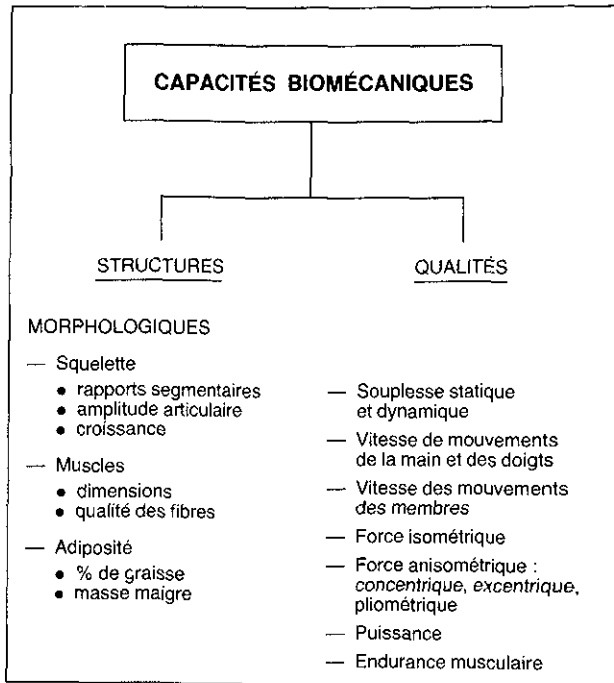 CAPACITÉS BIOMÉCANIQUES
STRUCTURES
MORPHOLOGIQUES
— Squelette
• rapports segmentaires
• amplitude articulaire
• croissance
— Muscles
• dimensions
• qualité des fibres
— Adiposité
• % de graisse
• masse maigre
QUALITÉS
— Souplesse statique
et dynamique
— Vitesse de mouvements
de la main et des doigts
— Vitesse des mouvements
des membres
— Force isométrique
— Force anisométrique :
concentrique, excentrique,
pliométrique
— Puissance
— Endurance musculaire